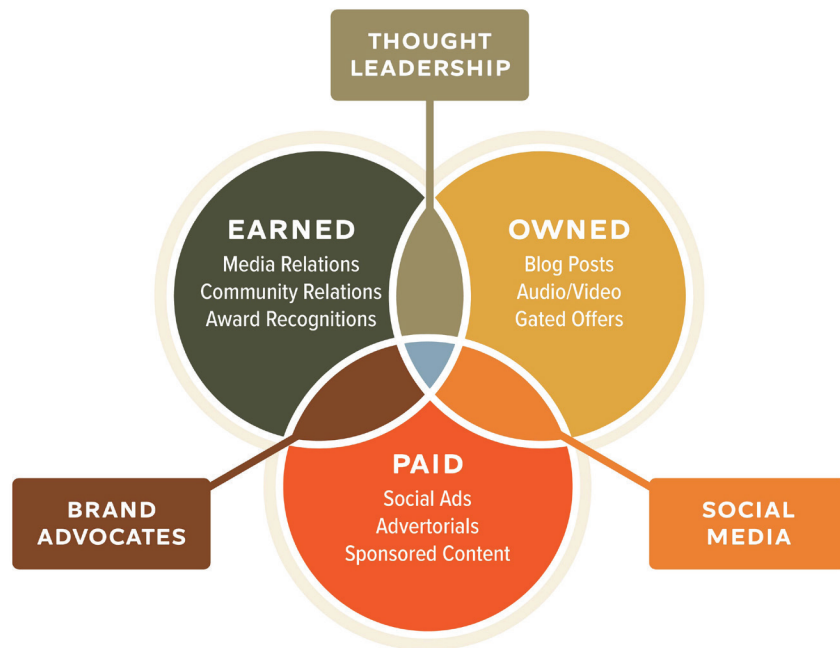 THOUGHT
LEADERSHIP
EARNED
Media Relations
Community Relations
Award Recognitions
OWNED
Blog Posts
Audio/Video
Gated Offers
PAID
Social Ads
Advertorials
Sponsored Content
BRAND
ADVOCATES
SOCIAL
MEDIA